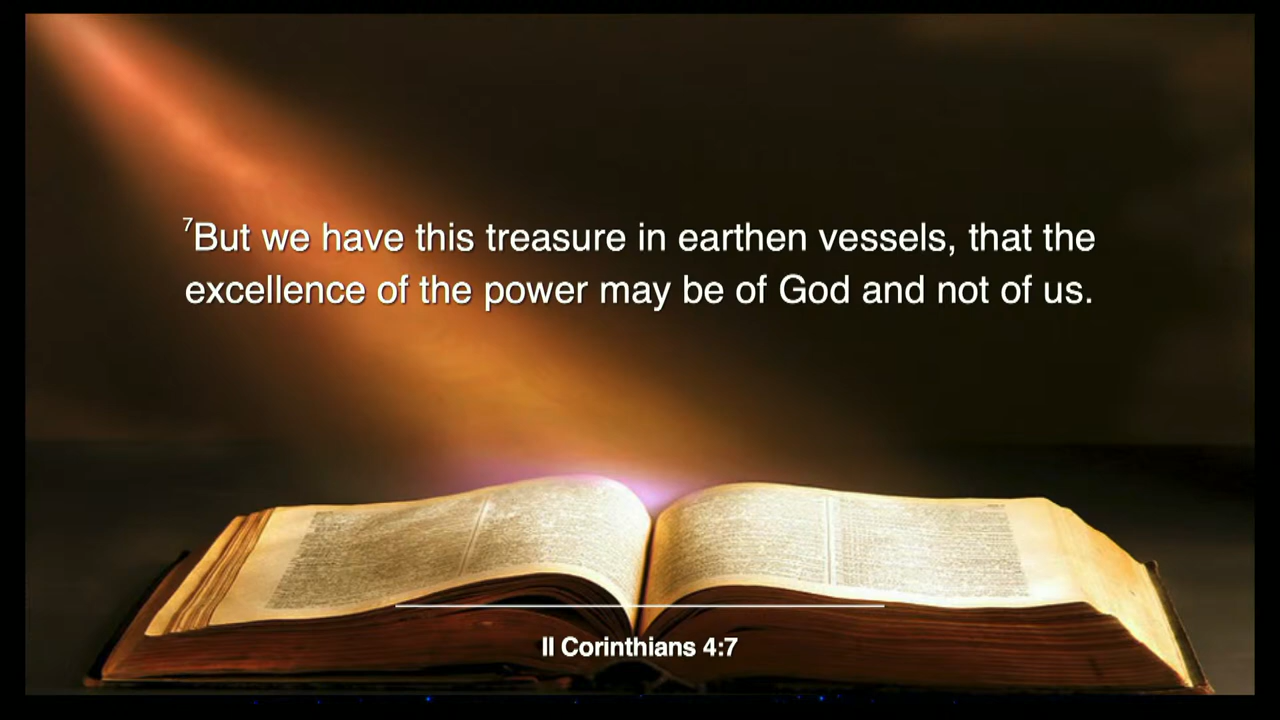 ⁷But we have this treasure in earthen vessels, that the
excellence of the power may be of God and not of us.
II Corinthians 4:7